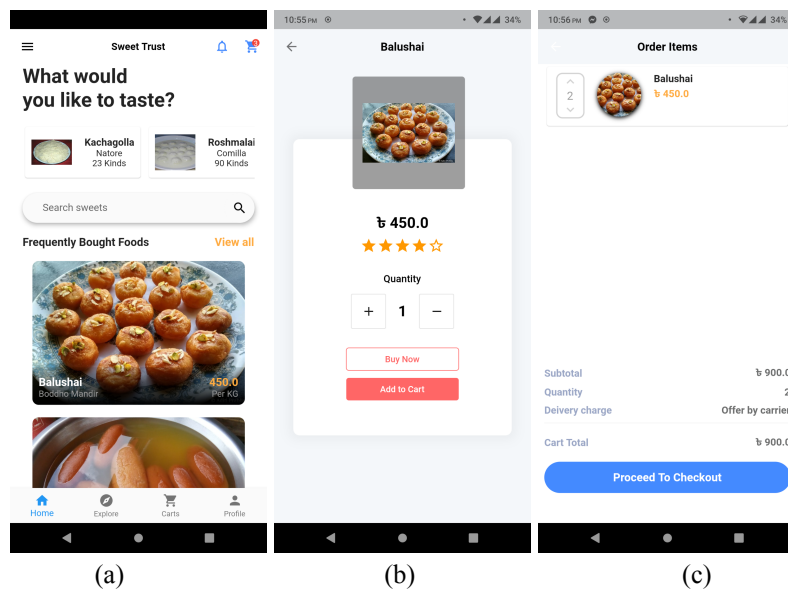 Sweet Trust
3
What would
you like to taste?
Kachagolla
Natore
23 Kinds
Roshmalai
Comilla
90 Kinds
Search sweets
Frequently Bought Foods
View all
Balushai
450.0
Boddho Mandir
Per KG
Home
Explore
Carts
Profile
(a)
10:55 PM
34%
Balushai
৳ 450.0
Quantity
+ 1 −
Buy Now
Add to Cart
(b)
10:56 PM
34%
Order Items
2
Balushai
৳ 450.0
Subtotal ৳ 900.0
Quantity 2
Deivery charge Offer by carrier
Cart Total ৳ 900.0
Proceed To Checkout
(c)